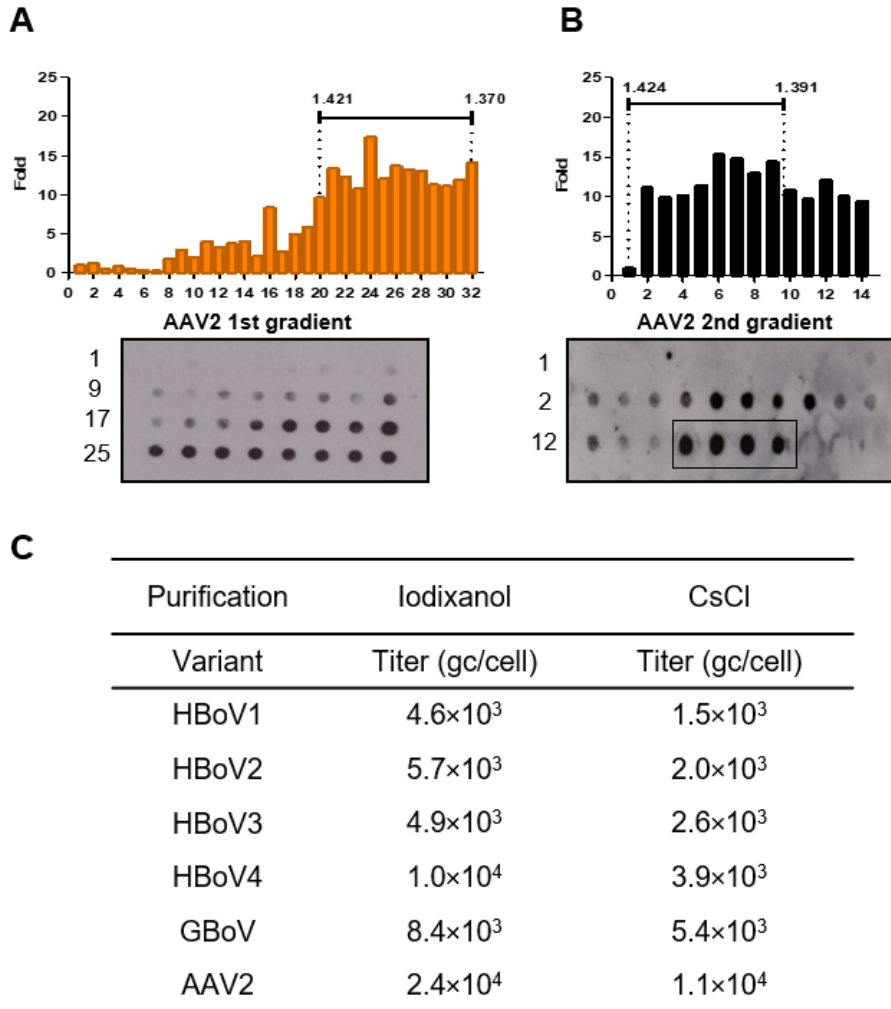 A
B
25
20
15
10
5
0
Fold
1.421
1.370
0 2 4 6 8 10 12 14 16 18 20 22 24 26 28 30 32
AAV2 1st gradient
1
9
17
25
25
20
15
10
5
0
Fold
1.424
1.391
0 2 4 6 8 10 12 14
AAV2 2nd gradient
1
2
12
C
Purification Iodixanol CsCl
Variant Titer (gc/cell) Titer (gc/cell)
HBoV1 4.6×10³ 1.5×10³
HBoV2 5.7×10³ 2.0×10³
HBoV3 4.9×10³ 2.6×10³
HBoV4 1.0×10⁴ 3.9×10³
GBoV 8.4×10³ 5.4×10³
AAV2 2.4×10⁴ 1.1×10⁴